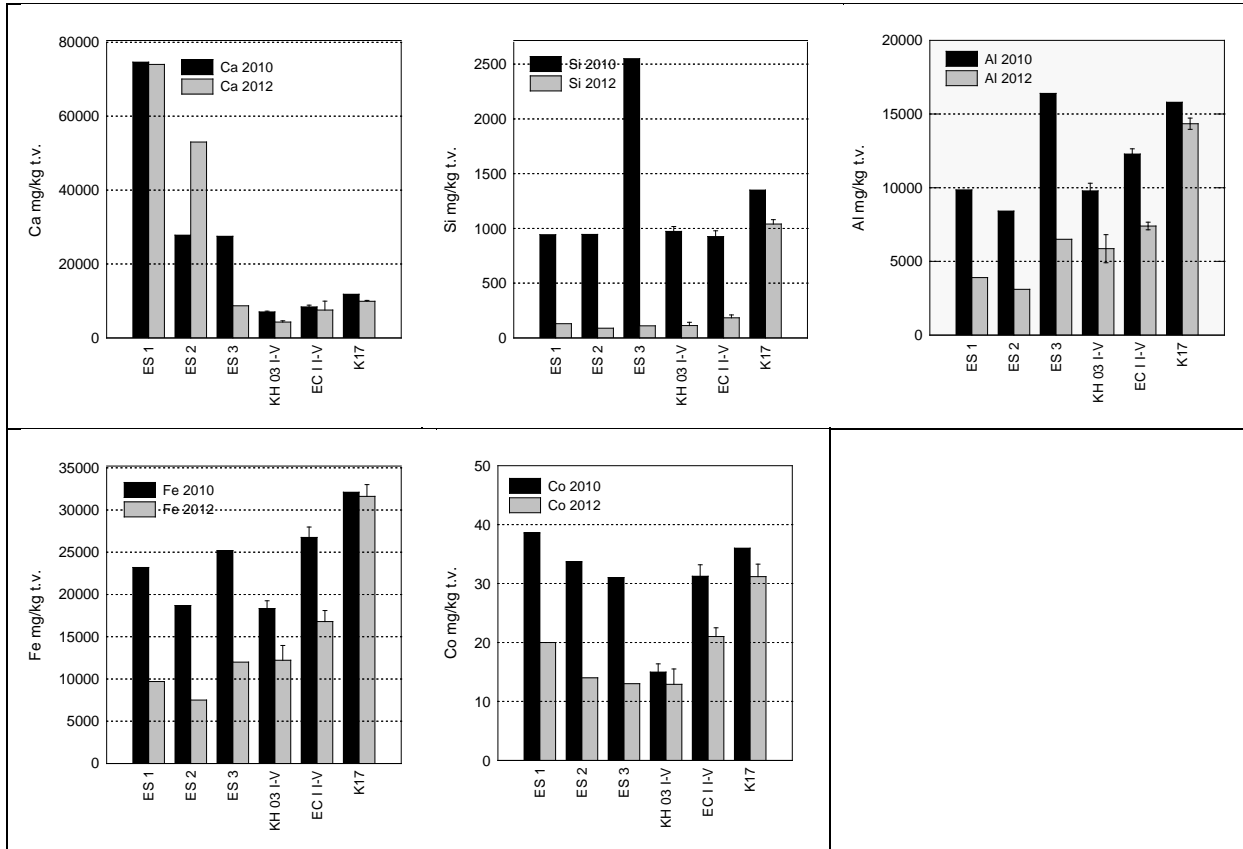 Ca mg/kg t.v.
80000
60000
40000
20000
0
Ca 2010
Ca 2012
ES 1
ES 2
ES 3
KH 03 I-V
EC I I-V
K17
Si mg/kg t.v.
2500
2000
1500
1000
500
0
Si 2010
Si 2012
ES 1
ES 2
ES 3
KH 03 I-V
EC I I-V
K17
Al mg/kg t.v.
20000
15000
10000
5000
0
Al 2010
Al 2012
ES 1
ES 2
ES 3
KH 03 I-V
EC I I-V
K17
Fe mg/kg t.v.
35000
30000
25000
20000
15000
10000
5000
0
Fe 2010
Fe 2012
ES 1
ES 2
ES 3
KH 03 I-V
EC I I-V
K17
Co mg/kg t.v.
50
40
30
20
10
0
Co 2010
Co 2012
ES 1
ES 2
ES 3
KH 03 I-V
EC I I-V
K17